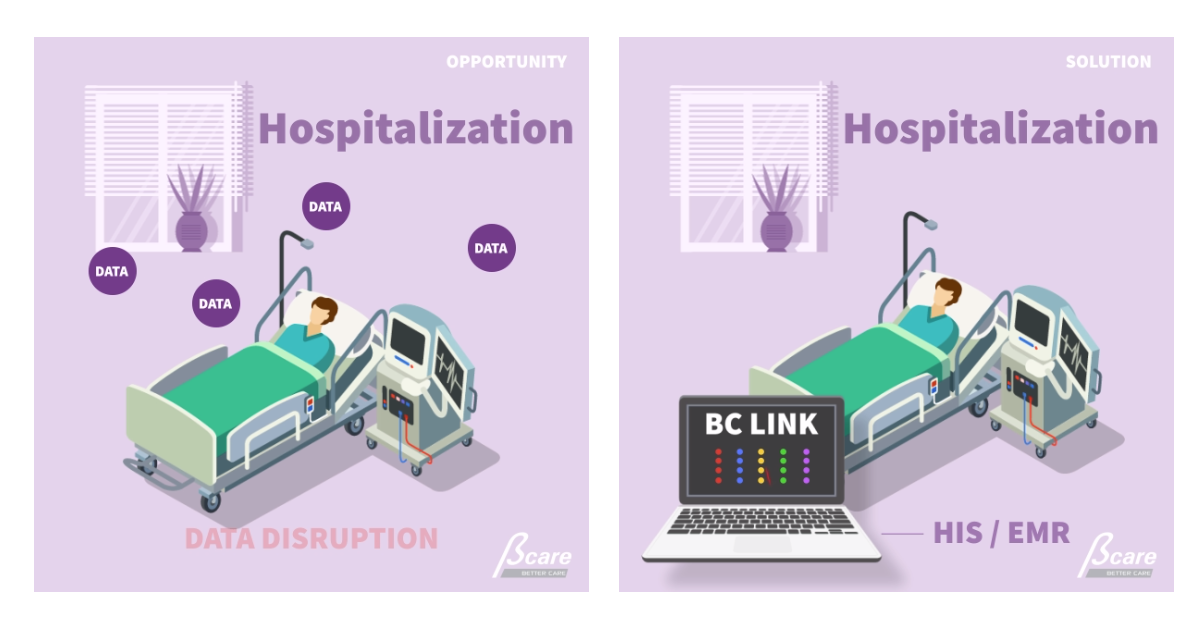 OPPORTUNITY
Hospitalization
DATA
DATA
DATA
DATA
DATA DISRUPTION
βcare
BETTER CARE
SOLUTION
Hospitalization
BC LINK
HIS / EMR
βcare
BETTER CARE